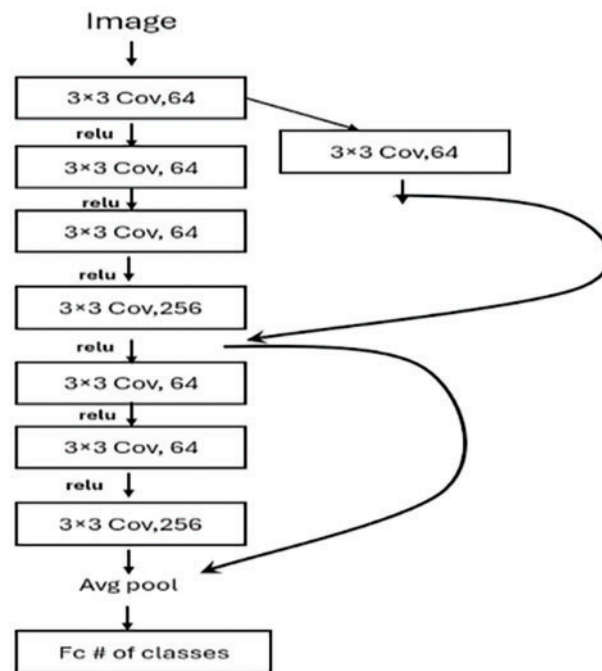 Image
3×3 Cov,64
relu
3×3 Cov,64
3×3 Cov, 64
relu
3×3 Cov, 64
relu
3×3 Cov,256
relu
3×3 Cov, 64
relu
3×3 Cov, 64
relu
3×3 Cov,256
Avg pool
Fc # of classes